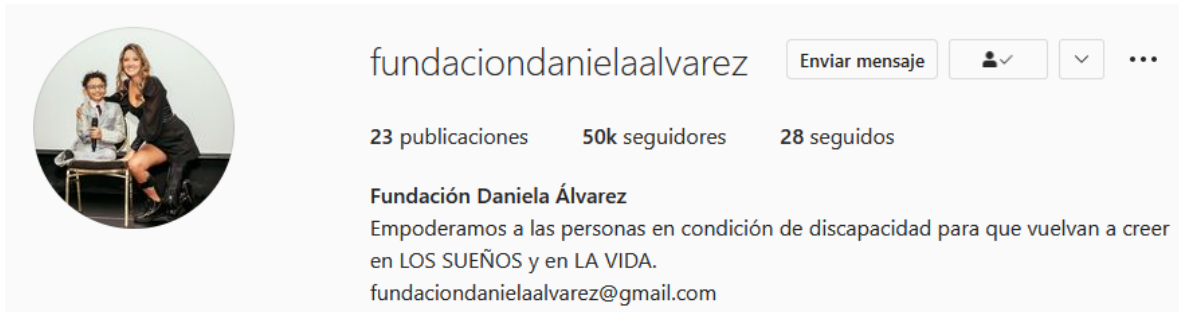 fundaciondanielaalvarez Enviar mensaje
23 publicaciones 50k seguidores 28 seguidos
Fundación Daniela Álvarez
Empoderamos a las personas en condición de discapacidad para que vuelvan a creer
en LOS SUEÑOS y en LA VIDA.
fundaciondanielaalvarez@gmail.com